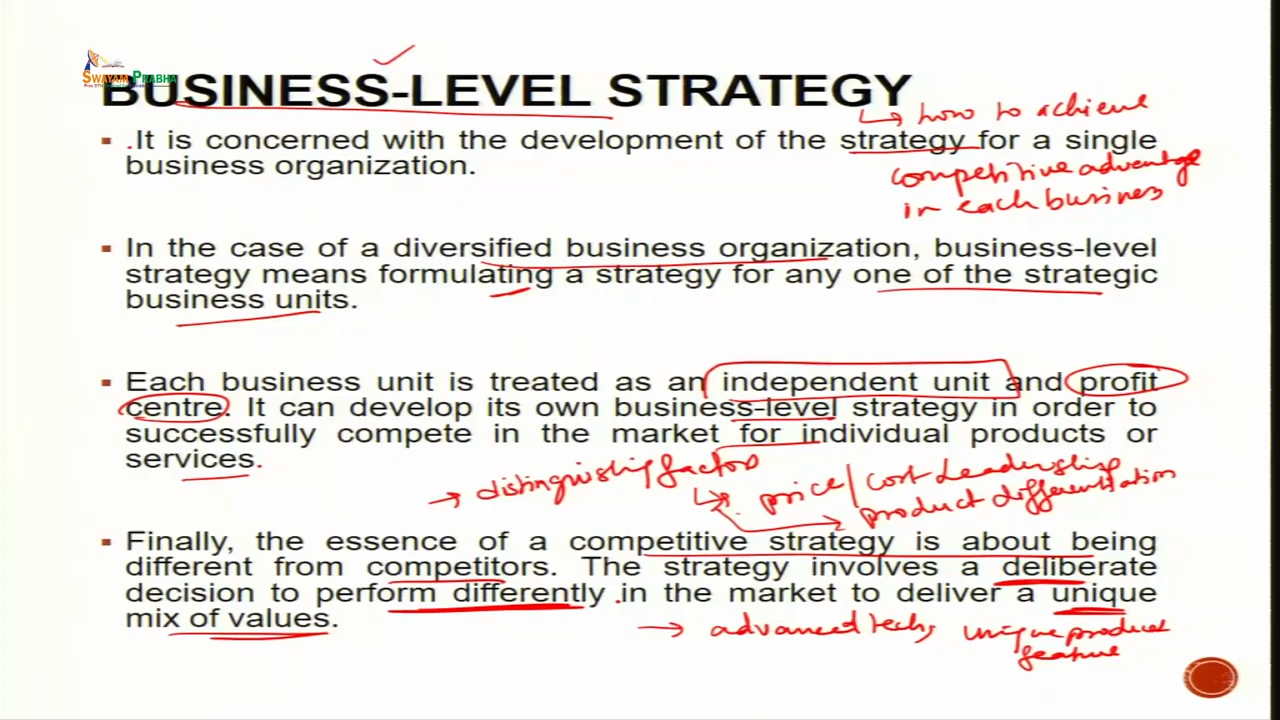 SWAYAM PRABHA
BUSINESS-LEVEL STRATEGY
↳ how to achieve
.It is concerned with the development of the strategy for a single
business organization.
competitive advantage
in each business
In the case of a diversified business organization, business-level
strategy means formulating a strategy for any one of the strategic
business units.
Each business unit is treated as an independent unit and profit
centre. It can develop its own business-level strategy in order to
successfully compete in the market for individual products or
services.
→ distinguishing factors
↳ price/cost leadership
→ product differentiation
Finally, the essence of a competitive strategy is about being
different from competitors. The strategy involves a deliberate
decision to perform differently in the market to deliver a unique
mix of values.
→ advanced tech, unique product
feature